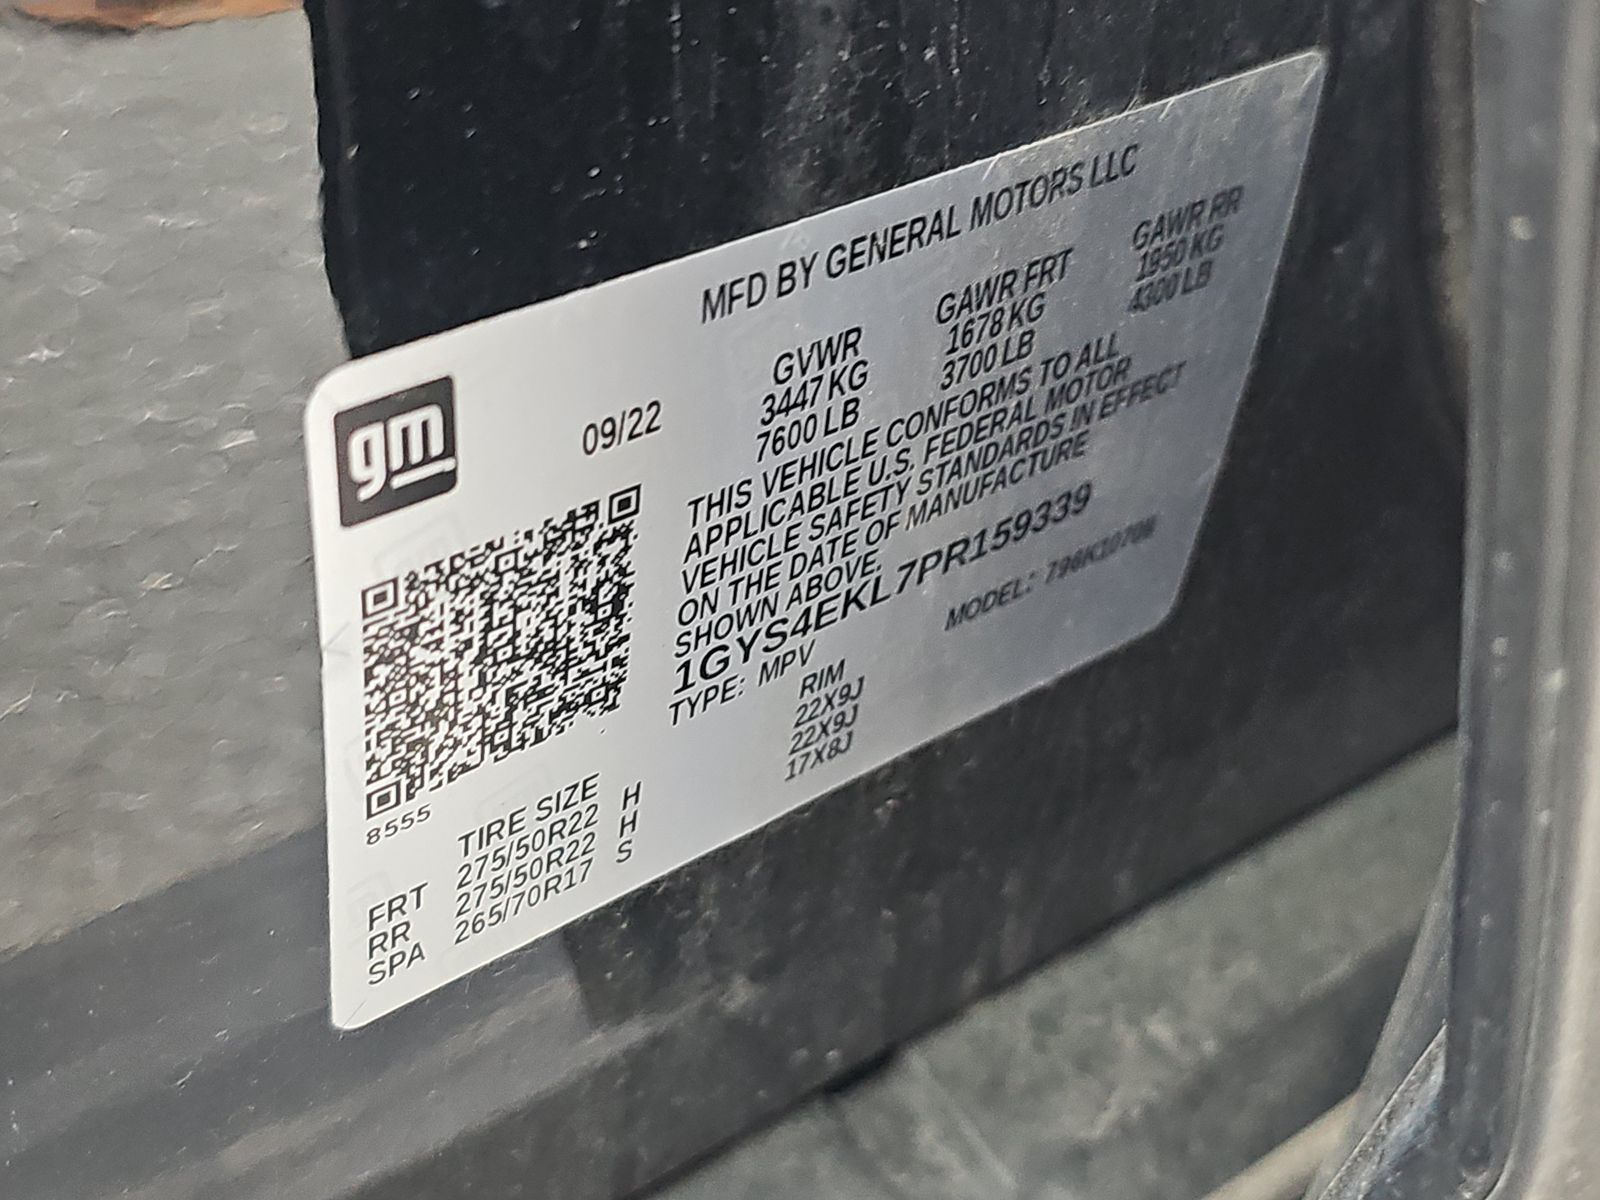 MFD BY GENERAL MOTORS LLC
gm
09/22
GVWR GAWR FRT GAWR RR
3447 KG 1678 KG 1950 KG
7600 LB 3700 LB 4300 LB
THIS VEHICLE CONFORMS TO ALL
APPLICABLE U.S. FEDERAL MOTOR
VEHICLE SAFETY STANDARDS IN EFFECT
ON THE DATE OF MANUFACTURE
SHOWN ABOVE.
1GYS4EKL7PR159339
TYPE: MPV MODEL:
8555
TIRE SIZE RIM
FRT 275/50R22 H 22X9J
RR 275/50R22 H 22X9J
SPA 265/70R17 S 17X8J